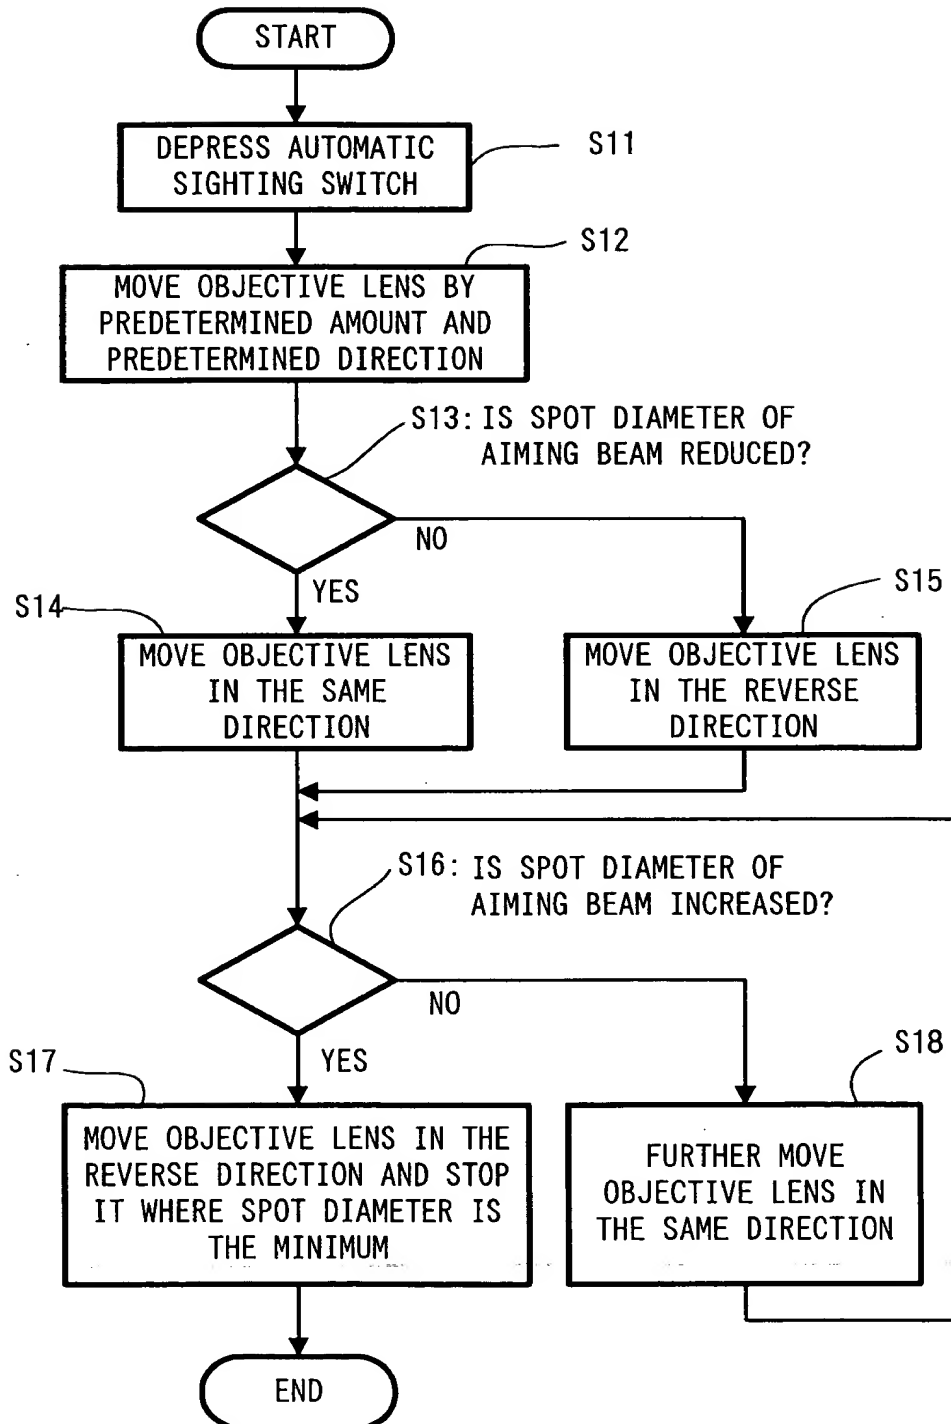 START
DEPRESS AUTOMATIC
SIGHTING SWITCH
S11
S12
MOVE OBJECTIVE LENS BY
PREDETERMINED AMOUNT AND
PREDETERMINED DIRECTION
S13: IS SPOT DIAMETER OF
AIMING BEAM REDUCED?
NO
YES
S14
S15
MOVE OBJECTIVE LENS
IN THE SAME
DIRECTION
MOVE OBJECTIVE LENS
IN THE REVERSE
DIRECTION
S16: IS SPOT DIAMETER OF
AIMING BEAM INCREASED?
NO
YES
S17
S18
MOVE OBJECTIVE LENS IN THE
REVERSE DIRECTION AND STOP
IT WHERE SPOT DIAMETER IS
THE MINIMUM
FURTHER MOVE
OBJECTIVE LENS IN
THE SAME DIRECTION
END